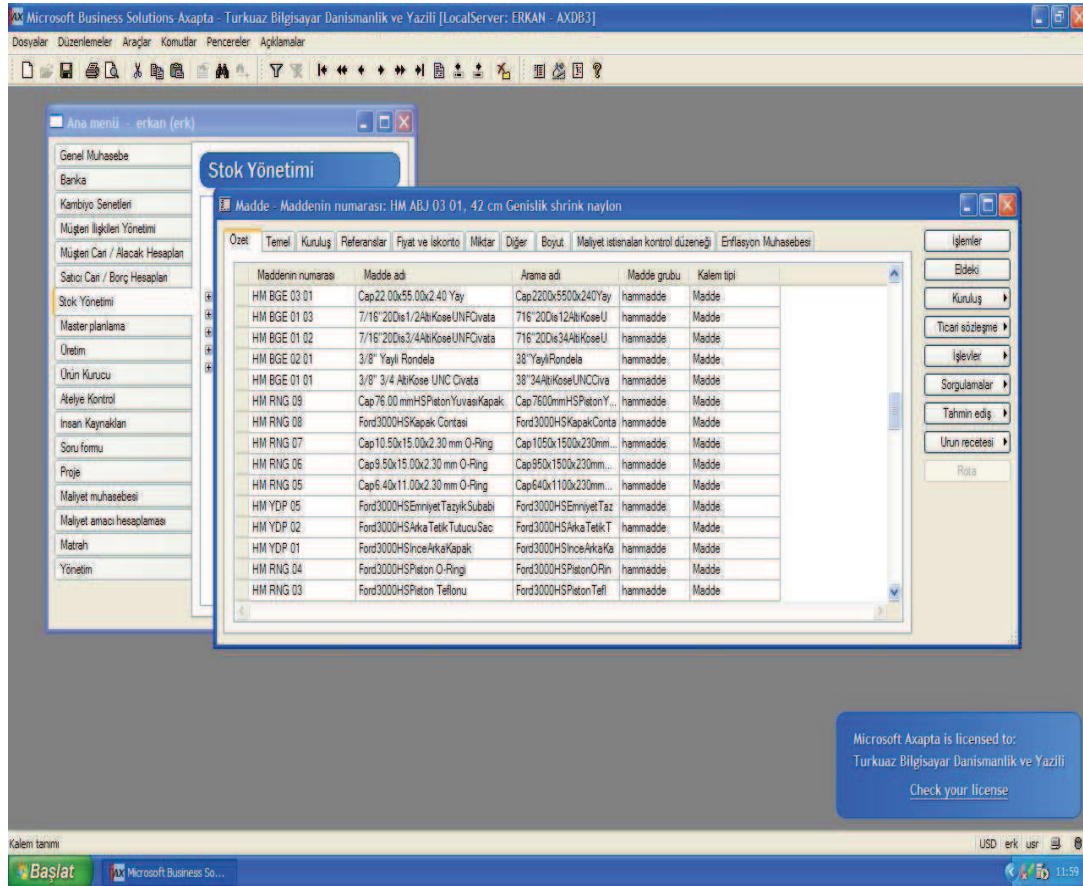 Microsoft Business Solutions-Axapta - Turkuaz Bilgisayar Danismanlik ve Yazili [LocalServer: ERKAN - AXDB3]
Dosyalar Düzenlemeler Araçlar Komutlar Pencereler Açıklamalar
Ana menü - erkan (erk)
Genel Muhasebe
Banka
Kambiyo Senetleri
Müşteri İlişkileri Yönetimi
Müşteri Cari / Alacak Hesapları
Satıcı Cari / Borç Hesapları
Stok Yönetimi
Master planlama
Üretim
Ürün Kurucu
Atelye Kontrol
İnsan Kaynakları
Soru formu
Proje
Maliyet muhasebesi
Maliyet amacı hesaplaması
Matrah
Yönetim
Stok Yönetimi
Madde - Maddenin numarası: HM ABJ 03 01, 42 cm Genislik shrink naylon
Özet Temel Kuruluş Referanslar Fiyat ve İskonto Miktar Diğer Boyut Maliyet istisnaları kontrol düzeneği Enflasyon Muhasebesi
Maddenin numarası Madde adı Arama adı Madde grubu Kalem tipi
HM BGE 03 01 Cap22.00x55.00x2.40 Yay Cap2200x5500x240Yay hammadde Madde
HM BGE 01 03 7/16"20Dis1/2AltiKoseUNFCivata 716"20Dis12AltiKoseU hammadde Madde
HM BGE 01 02 7/16"20Dis3/4AltiKoseUNFCivata 716"20Dis34AltiKoseU hammadde Madde
HM BGE 02 01 3/8" Yayli Rondela 38"YayliRondela hammadde Madde
HM BGE 01 01 3/8" 3/4 AltiKose UNC Civata 38"34AltiKoseUNCCiva hammadde Madde
HM RNG 09 Cap76.00 mmHSPistonYuvasıKapak Cap7600mmHSPistonY... hammadde Madde
HM RNG 08 Ford3000HSKapak Contasi Ford3000HSKapakConta hammadde Madde
HM RNG 07 Cap10.50x15.00x2.30 mm O-Ring Cap1050x1500x230mm... hammadde Madde
HM RNG 06 Cap9.50x15.00x2.30 mm O-Ring Cap950x1500x230mm... hammadde Madde
HM RNG 05 Cap6.40x11.00x2.30 mm O-Ring Cap640x1100x230mm... hammadde Madde
HM YDP 05 Ford3000HSEmniyetTazyikSubabi Ford3000HSEmniyetTaz hammadde Madde
HM YDP 02 Ford3000HSArkaTetikTutucuSac Ford3000HSArkaTetikT hammadde Madde
HM YDP 01 Ford3000HSInceArkaKapak Ford3000HSInceArkaKa hammadde Madde
HM RNG 04 Ford3000HSPiston O-Ringi Ford3000HSPistonORin hammadde Madde
HM RNG 03 Ford3000HSPiston Teflonu Ford3000HSPistonTefl hammadde Madde
İşlemler
Eldeki
Kuruluş
Ticari sözleşme
İşlevler
Sorgulamalar
Tahmin ediş
Urun recetesi
Rota
Microsoft Axapta is licensed to:
Turkuaz Bilgisayar Danismanlik ve Yazili
Check your license
Kalem tanımı USD erk usr
Başlat Microsoft Business So... 11:59